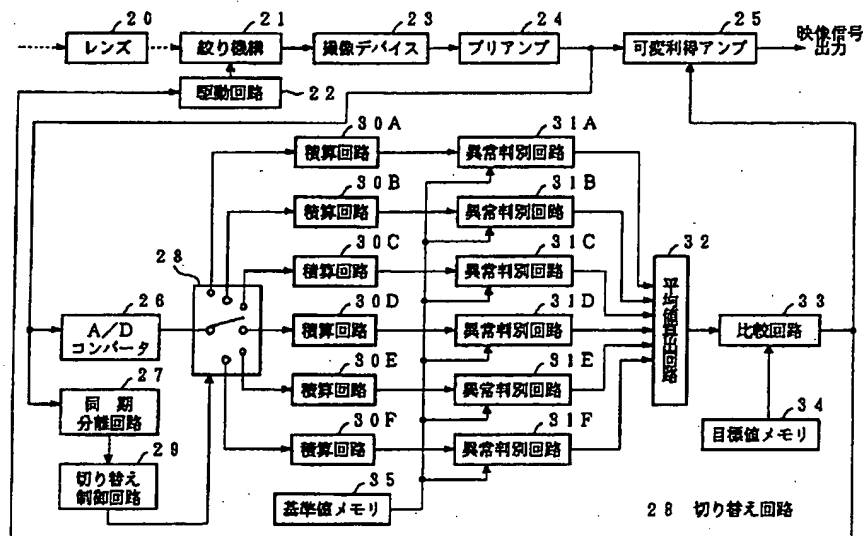 20
21
23
24
25
レンズ
絞り機構
撮像デバイス
プリアンプ
可変利得アンプ
映像信号
出力
駆動回路
22
30A
31A
積算回路
異常判別回路
30B
31B
積算回路
異常判別回路
30C
31C
積算回路
異常判別回路
28
32
26
30D
31D
33
A/D
コンバータ
積算回路
異常判別回路
平均値算出回路
比較回路
27
30E
31E
同期
分離回路
積算回路
異常判別回路
34
29
30F
31F
目標値メモリ
切り替え
制御回路
積算回路
異常判別回路
35
基準値メモリ
28 切り替え回路